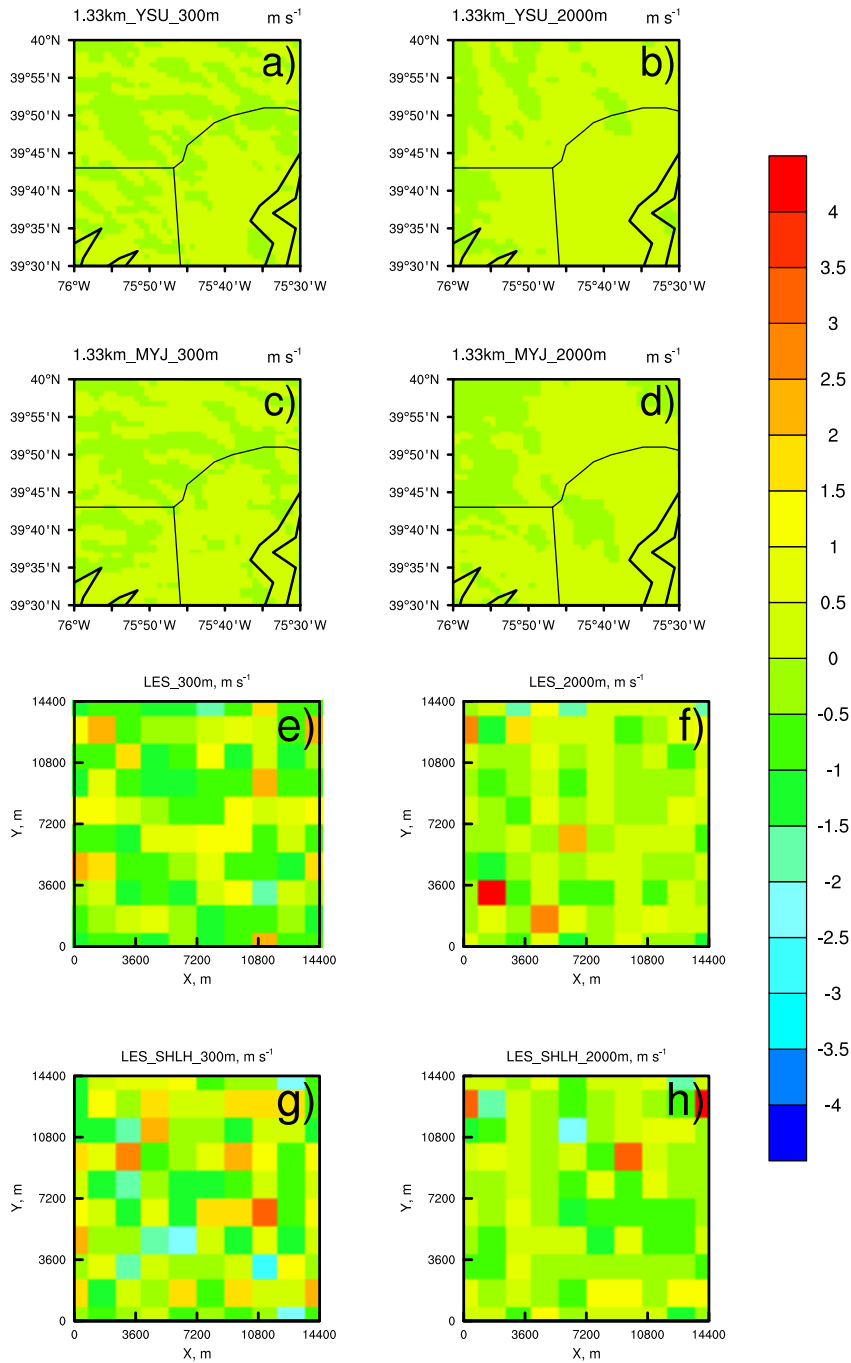 1.33km_YSU_300m m s-1
a)
40°N
39°55'N
39°50'N
39°45'N
39°40'N
39°35'N
39°30'N
76°W 75°50'W 75°40'W 75°30'W
1.33km_YSU_2000m m s-1
b)
40°N
39°55'N
39°50'N
39°45'N
39°40'N
39°35'N
39°30'N
76°W 75°50'W 75°40'W 75°30'W
1.33km_MYJ_300m m s-1
c)
40°N
39°55'N
39°50'N
39°45'N
39°40'N
39°35'N
39°30'N
76°W 75°50'W 75°40'W 75°30'W
1.33km_MYJ_2000m m s-1
d)
40°N
39°55'N
39°50'N
39°45'N
39°40'N
39°35'N
39°30'N
76°W 75°50'W 75°40'W 75°30'W
LES_300m, m s-1
e)
14400
10800
7200
3600
0
Y, m
0 3600 7200 10800 14400
X, m
LES_2000m, m s-1
f)
14400
10800
7200
3600
0
Y, m
0 3600 7200 10800 14400
X, m
LES_SHLH_300m, m s-1
g)
14400
10800
7200
3600
0
Y, m
0 3600 7200 10800 14400
X, m
LES_SHLH_2000m, m s-1
h)
14400
10800
7200
3600
0
Y, m
0 3600 7200 10800 14400
X, m
4
3.5
3
2.5
2
1.5
1
0.5
0
-0.5
-1
-1.5
-2
-2.5
-3
-3.5
-4